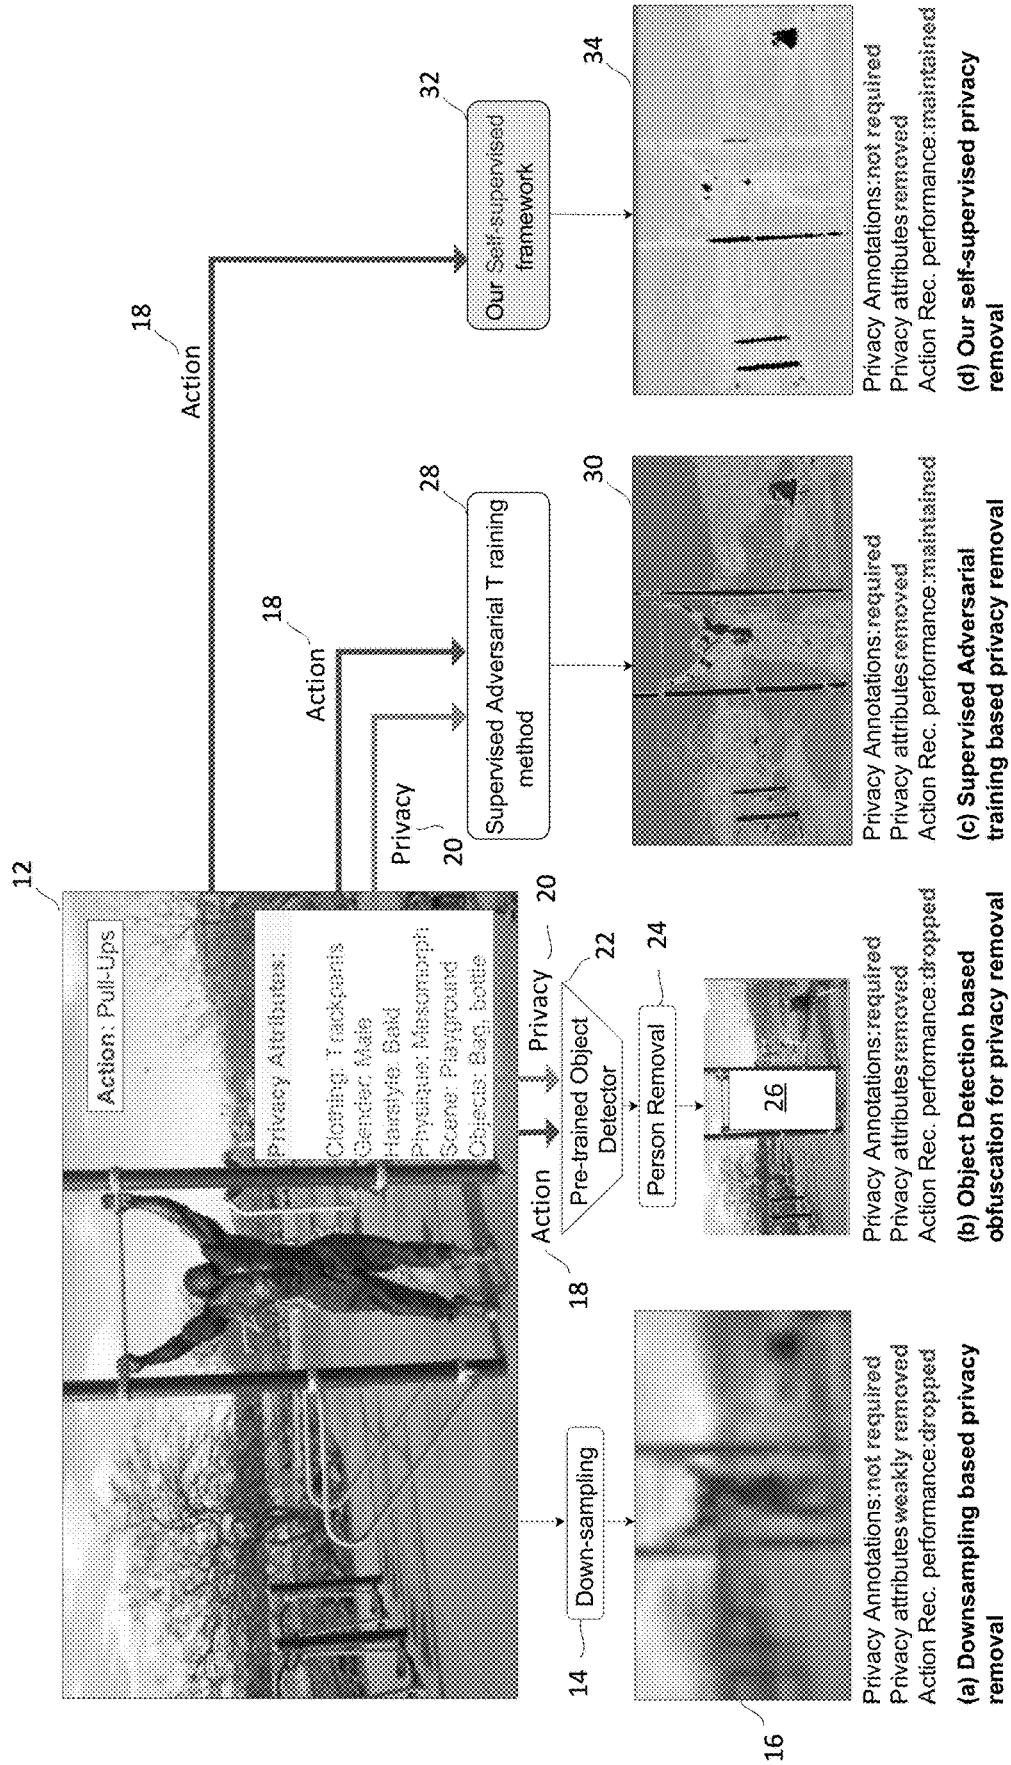 12
Action: Pull-Ups
Privacy Attributes:
Clothing: Trackpants
Gender: Male
Hairstyle: Bald
Physique: Mesomorph
Scene: Playground
Objects: Bag, bottle
14
Down-sampling
16
Privacy Annotations:not required
Privacy attributes weakly removed
Action Rec. performance:dropped
(a) Downsampling based privacy
removal
18
Action
Privacy
20
Pre-trained Object
Detector
22
Person Removal
24
26
Privacy Annotations:required
Privacy attributes removed
Action Rec. performance:dropped
(b) Object Detection based
obfuscation for privacy removal
Privacy
20
Action
18
Supervised Adversarial T raining
method
28
30
Privacy Annotations:required
Privacy attributes removed
Action Rec. performance:maintained
(c) Supervised Adversarial
training based privacy removal
Action
18
Our Self-supervised
framework
32
34
Privacy Annotations:not required
Privacy attributes removed
Action Rec. performance:maintained
(d) Our self-supervised privacy
removal